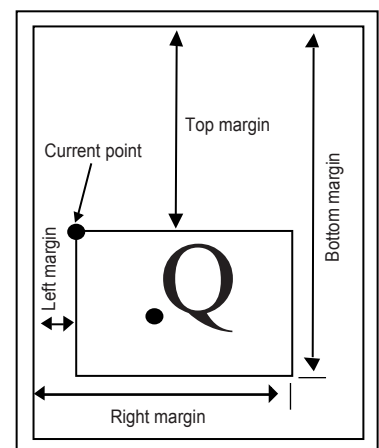 Top margin
Current point
Bottom margin
Left margin
Q
Right margin